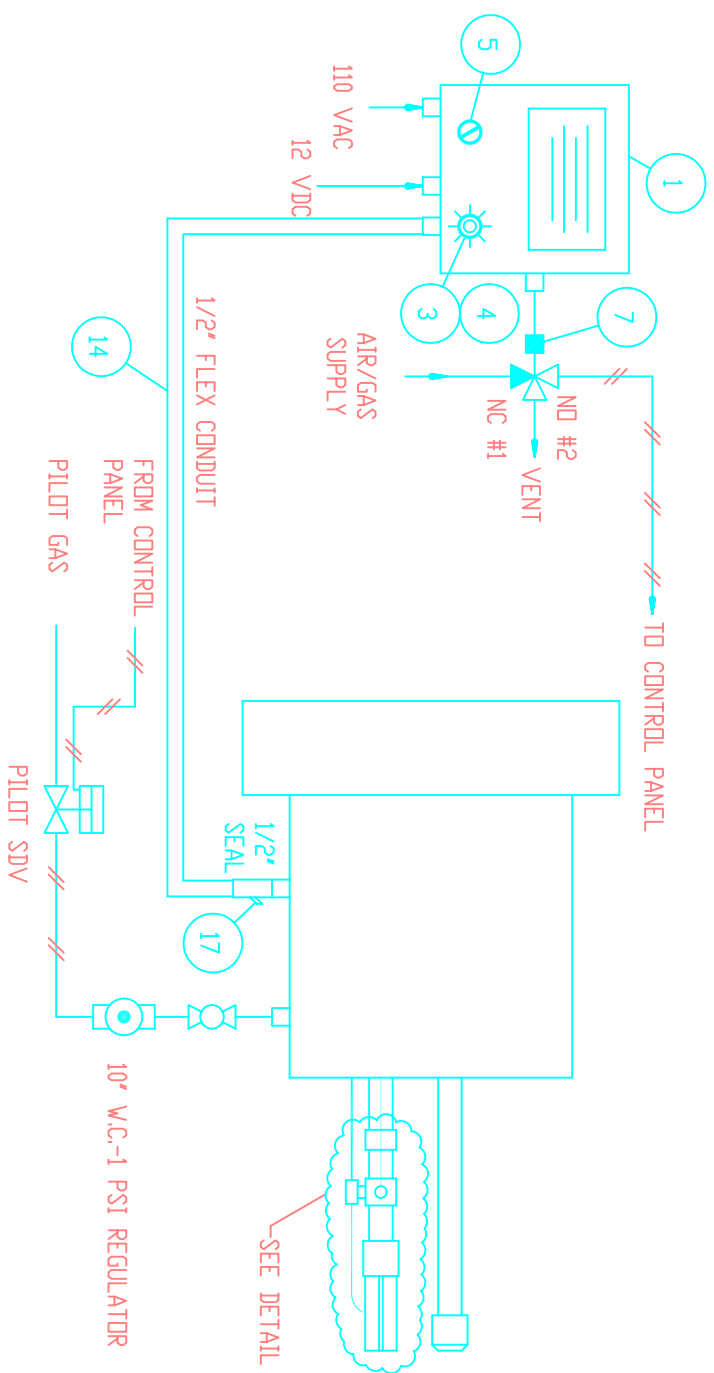 1
5
110 VAC
12 VDC
3
4
7
AIR/GAS
SUPPLY
NO #2
NC #1
VENT
TO CONTROL PANEL
1/2" FLEX CONDUIT
14
FROM CONTROL
PANEL
PILOT GAS
PILOT SDV
1/2"
SEAL
17
10" W.C.-1 PSI REGULATOR
SEE DETAIL